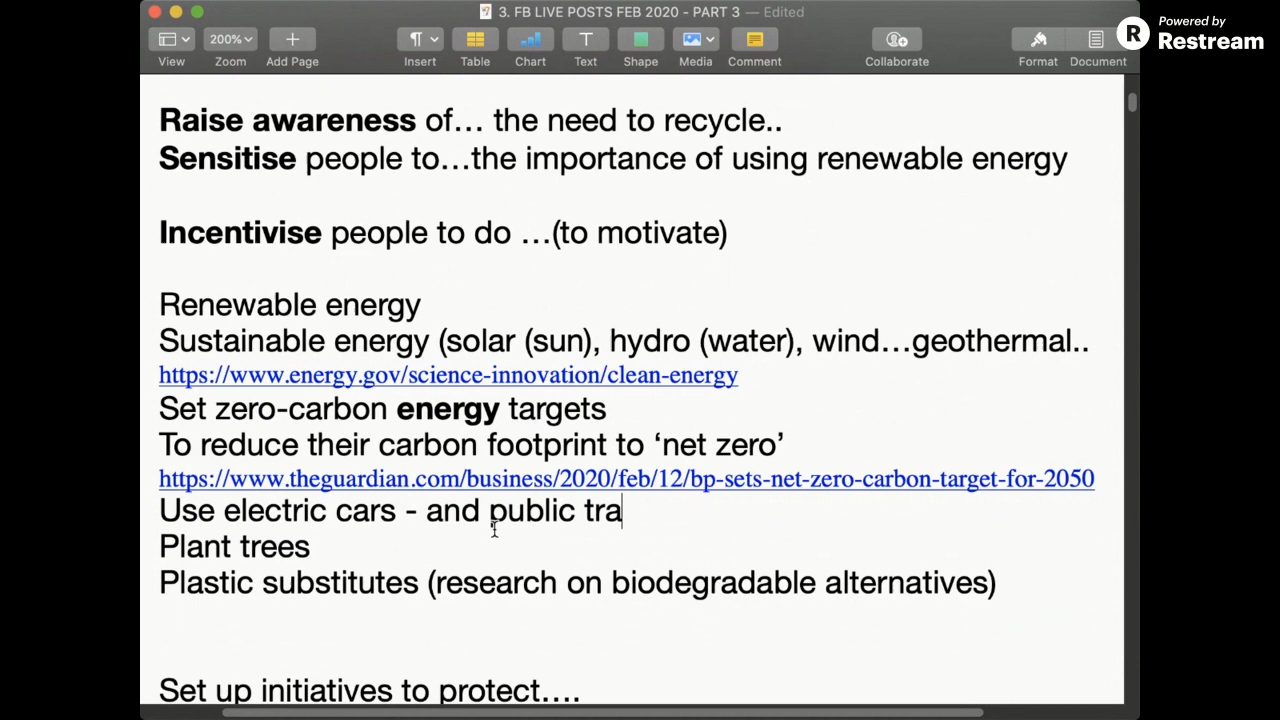 3. FB LIVE POSTS FEB 2020 - PART 3 — Edited
Powered by
R Restream
200%
View Zoom Add Page Insert Table Chart Text Shape Media Comment Collaborate Format Document
Raise awareness of… the need to recycle..
Sensitise people to…the importance of using renewable energy
Incentivise people to do …(to motivate)
Renewable energy
Sustainable energy (solar (sun), hydro (water), wind…geothermal..
https://www.energy.gov/science-innovation/clean-energy
Set zero-carbon energy targets
To reduce their carbon footprint to ‘net zero’
https://www.theguardian.com/business/2020/feb/12/bp-sets-net-zero-carbon-target-for-2050
Use electric cars - and public tra
Plant trees
Plastic substitutes (research on biodegradable alternatives)
Set up initiatives to protect….